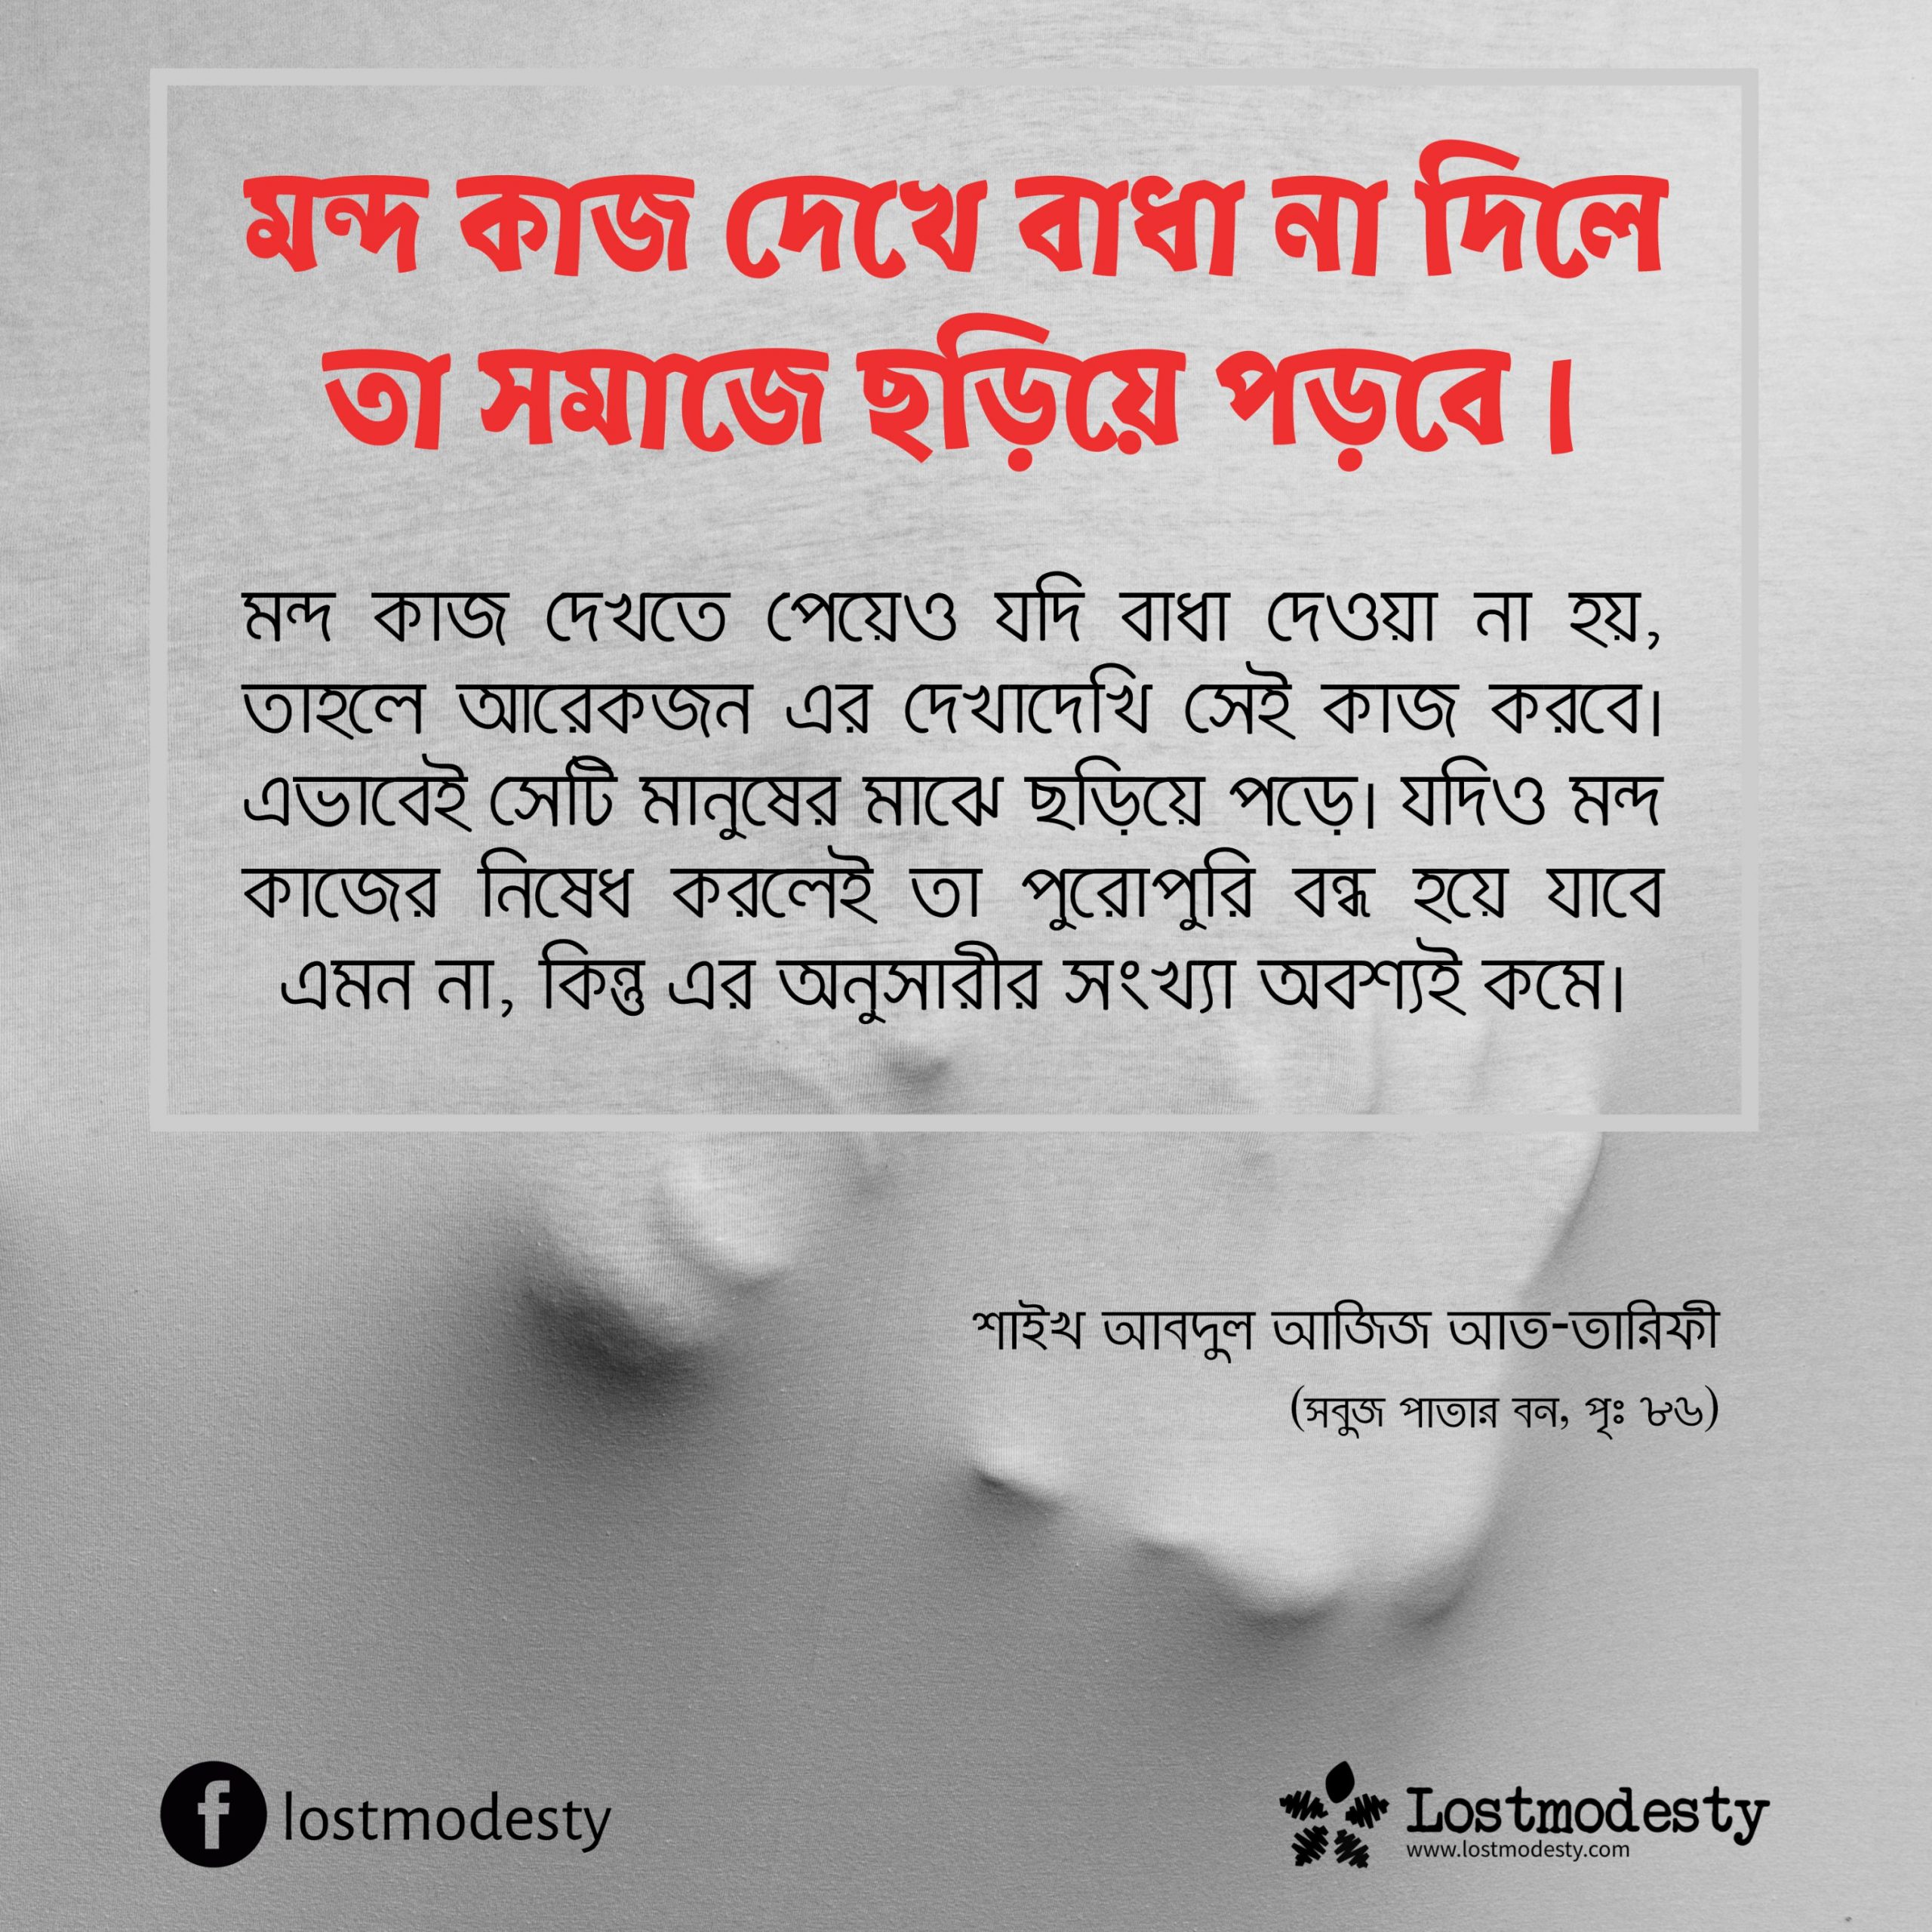 মন্দ কাজ দেখে বাধা না দিলে
তা সমাজে ছড়িয়ে পড়বে।
মন্দ কাজ দেখতে পেয়েও যদি বাধা দেওয়া না হয়,
তাহলে আরেকজন এর দেখাদেখি সেই কাজ করবে।
এভাবেই সেটি মানুষের মাঝে ছড়িয়ে পড়ে। যদিও মন্দ
কাজের নিষেধ করলেই তা পুরোপুরি বন্ধ হয়ে যাবে
এমন না, কিন্তু এর অনুসারীর সংখ্যা অবশ্যই কমে।
শাইখ আবদুল আজিজ আত-তারিফী
(সবুজ পাতার বন, পৃঃ ৮৬)
f lostmodesty
Lostmodesty
www.lostmodesty.com